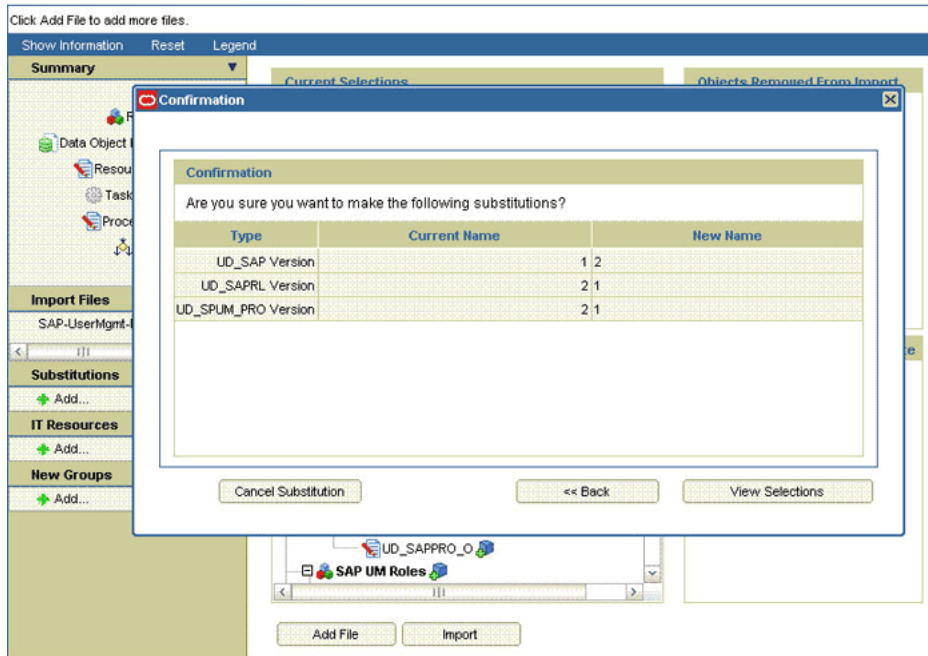 Click Add File to add more files.
Show Information Reset Legend
Summary
Current Selections
Objects Removed From Import
Confirmation
Data Object
Resou
Task
Proce
Confirmation
Are you sure you want to make the following substitutions?
Type Current Name New Name
UD_SAP Version 1 2
UD_SAPRL Version 2 1
UD_SPUM_PRO Version 2 1
Import Files
SAP-UserMgmt-
Substitutions
Add...
IT Resources
Add...
New Groups
Add...
Cancel Substitution << Back View Selections
UD_SAPPRO_O
SAP UM Roles
Add File Import